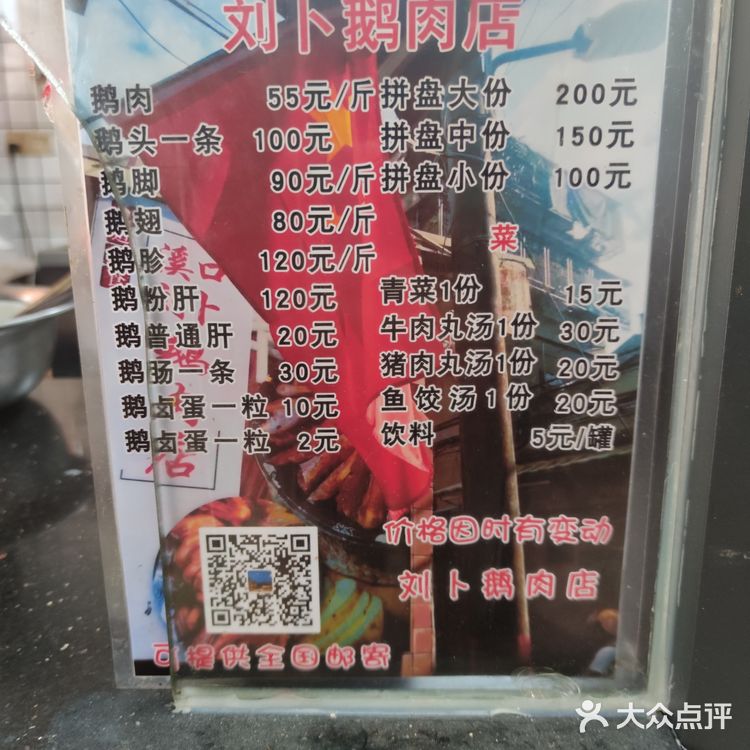 刘卜鹅肉店
鹅肉 55元/斤
鹅头一条 100元
鹅脚 90元/斤
鹅翅 80元/斤
鹅胗 120元/斤
鹅粉肝 120元
鹅普通肝 20元
鹅肠一条 30元
鹅卤蛋一粒 10元
鹅卤蛋一粒 2元
拼盘大份 200元
拼盘中份 150元
拼盘小份 100元
菜
青菜1份 15元
牛肉丸汤1份 30元
猪肉丸汤1份 20元
鱼饺汤1份 20元
饮料 5元/罐
价格因时有变动
刘卜鹅肉店
可提供全国邮寄
大众点评